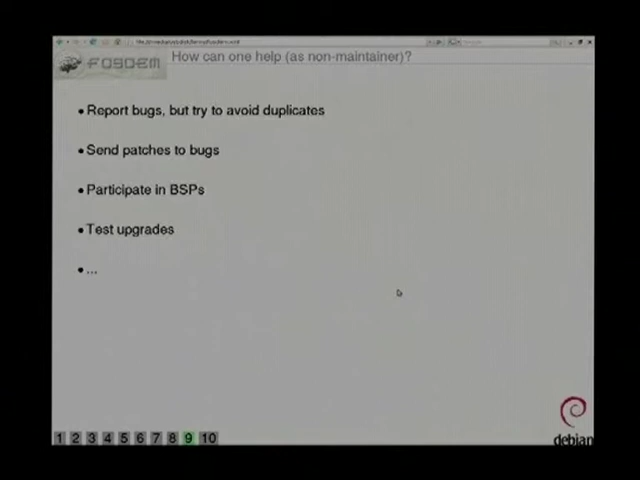 FOSDEM
How can one help (as non-maintainer)?
• Report bugs, but try to avoid duplicates
• Send patches to bugs
• Participate in BSPs
• Test upgrades
• ...
1 2 3 4 5 6 7 8 9 10
debian